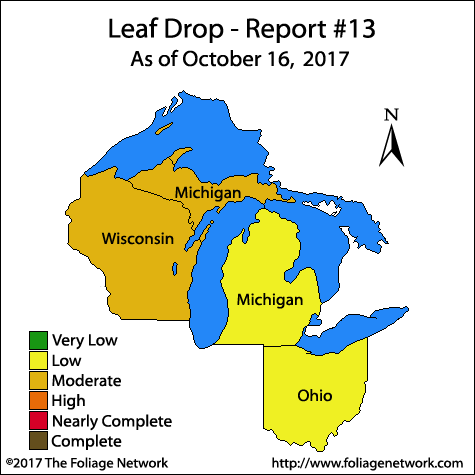 Leaf Drop - Report #13
As of October 16, 2017
N
Michigan
Wisconsin
Michigan
Ohio
Very Low
Low
Moderate
High
Nearly Complete
Complete
©2017 The Foliage Network
http://www.foliagenetwork.com